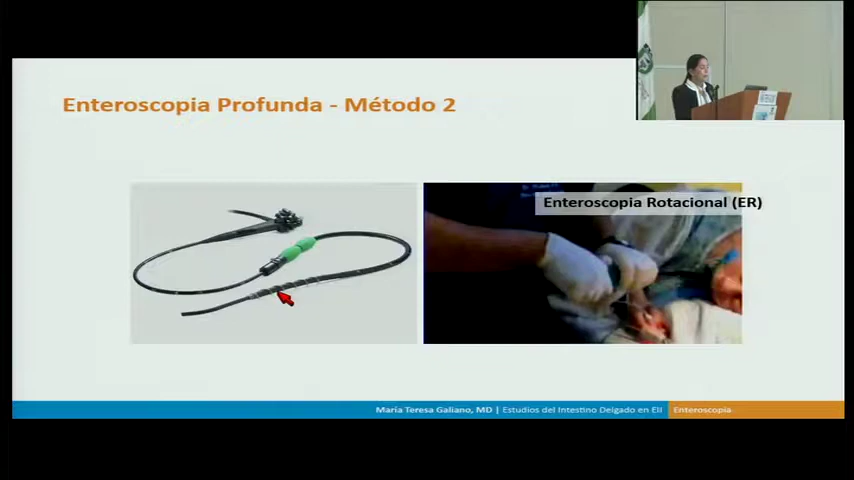 Enteroscopia Profunda - Método 2
Enteroscopia Rotacional (ER)
María Teresa Galiano, MD | Estudios del Intestino Delgado en EII
Enteroscopia